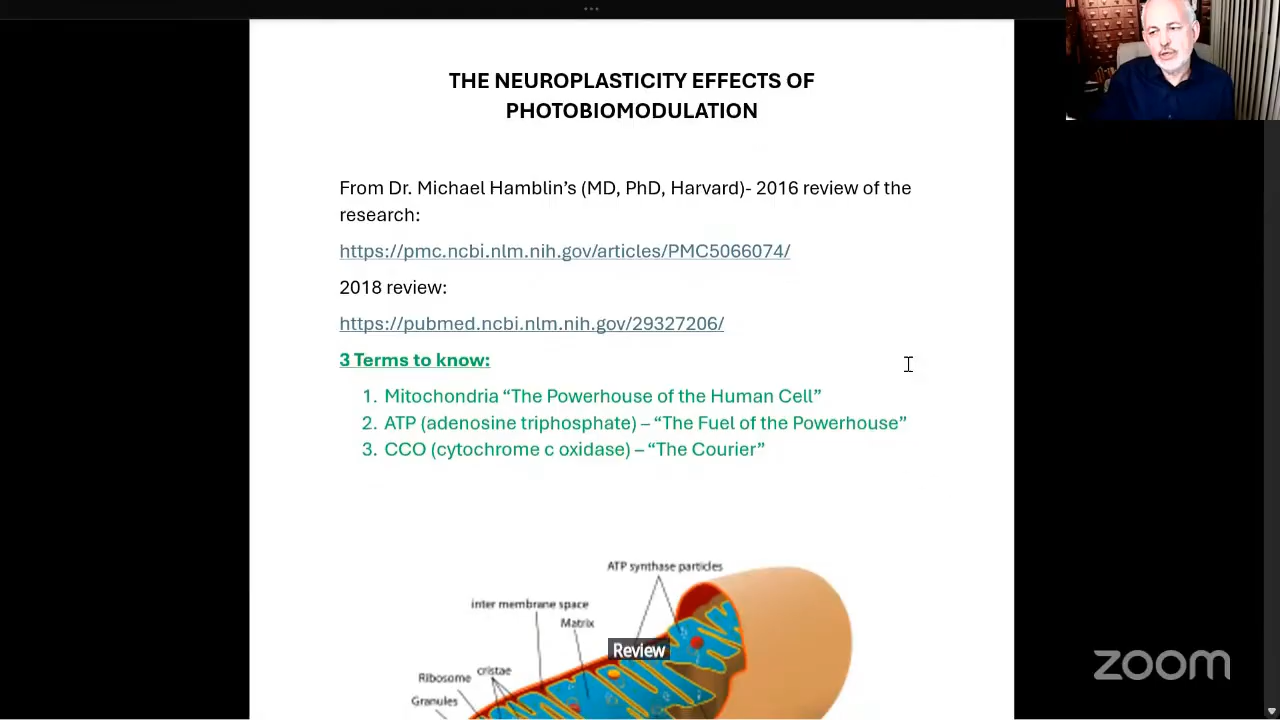 THE NEUROPLASTICITY EFFECTS OF
PHOTOBIOMODULATION
From Dr. Michael Hamblin’s (MD, PhD, Harvard)- 2016 review of the
research:
https://pmc.ncbi.nlm.nih.gov/articles/PMC5066074/
2018 review:
https://pubmed.ncbi.nlm.nih.gov/29327206/
3 Terms to know:
1. Mitochondria “The Powerhouse of the Human Cell”
2. ATP (adenosine triphosphate) – “The Fuel of the Powerhouse”
3. CCO (cytochrome c oxidase) – “The Courier”
ATP synthase particles
inter membrane space
Matrix
Review
Ribosome
cristae
Granules
zoom